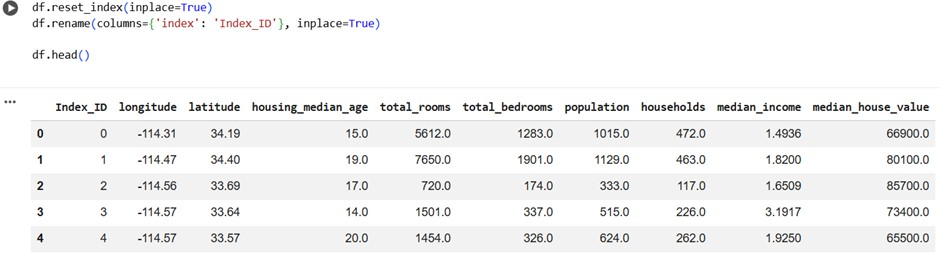 df.reset_index(inplace=True)
df.rename(columns={'index': 'Index_ID'}, inplace=True)
df.head()
Index_ID longitude latitude housing_median_age total_rooms total_bedrooms population households median_income median_house_value
0 0 -114.31 34.19 15.0 5612.0 1283.0 1015.0 472.0 1.4936 66900.0
1 1 -114.47 34.40 19.0 7650.0 1901.0 1129.0 463.0 1.8200 80100.0
2 2 -114.56 33.69 17.0 720.0 174.0 333.0 117.0 1.6509 85700.0
3 3 -114.57 33.64 14.0 1501.0 337.0 515.0 226.0 3.1917 73400.0
4 4 -114.57 33.57 20.0 1454.0 326.0 624.0 262.0 1.9250 65500.0